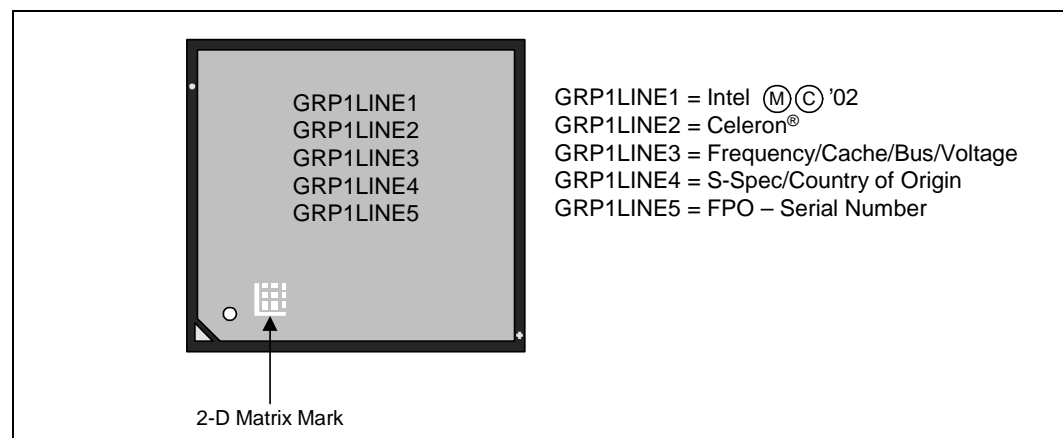 GRP1LINE1
GRP1LINE2
GRP1LINE3
GRP1LINE4
GRP1LINE5
GRP1LINE1 = Intel Ⓜ©'02
GRP1LINE2 = Celeron®
GRP1LINE3 = Frequency/Cache/Bus/Voltage
GRP1LINE4 = S-Spec/Country of Origin
GRP1LINE5 = FPO – Serial Number
2-D Matrix Mark